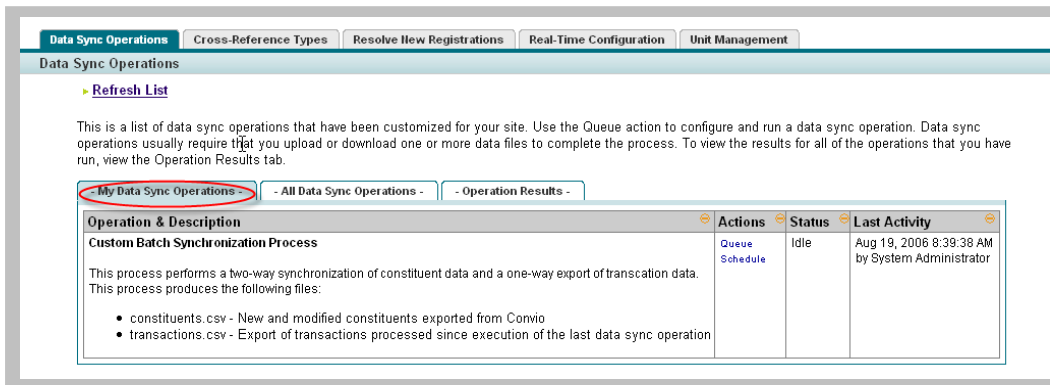 Data Sync Operations Cross-Reference Types Resolve New Registrations Real-Time Configuration Unit Management
Data Sync Operations
Refresh List
This is a list of data sync operations that have been customized for your site. Use the Queue action to configure and run a data sync operation. Data sync
operations usually require that you upload or download one or more data files to complete the process. To view the results for all of the operations that you have
run, view the Operation Results tab.
- My Data Sync Operations - - All Data Sync Operations - - Operation Results -
Operation & Description Actions Status Last Activity
Custom Batch Synchronization Process Queue Idle Aug 19, 2006 8:39:38 AM
Schedule by System Administrator
This process performs a two-way synchronization of constituent data and a one-way export of transcation data.
This process produces the following files:
• constituents.csv - New and modified constituents exported from Convio
• transactions.csv - Export of transactions processed since execution of the last data sync operation